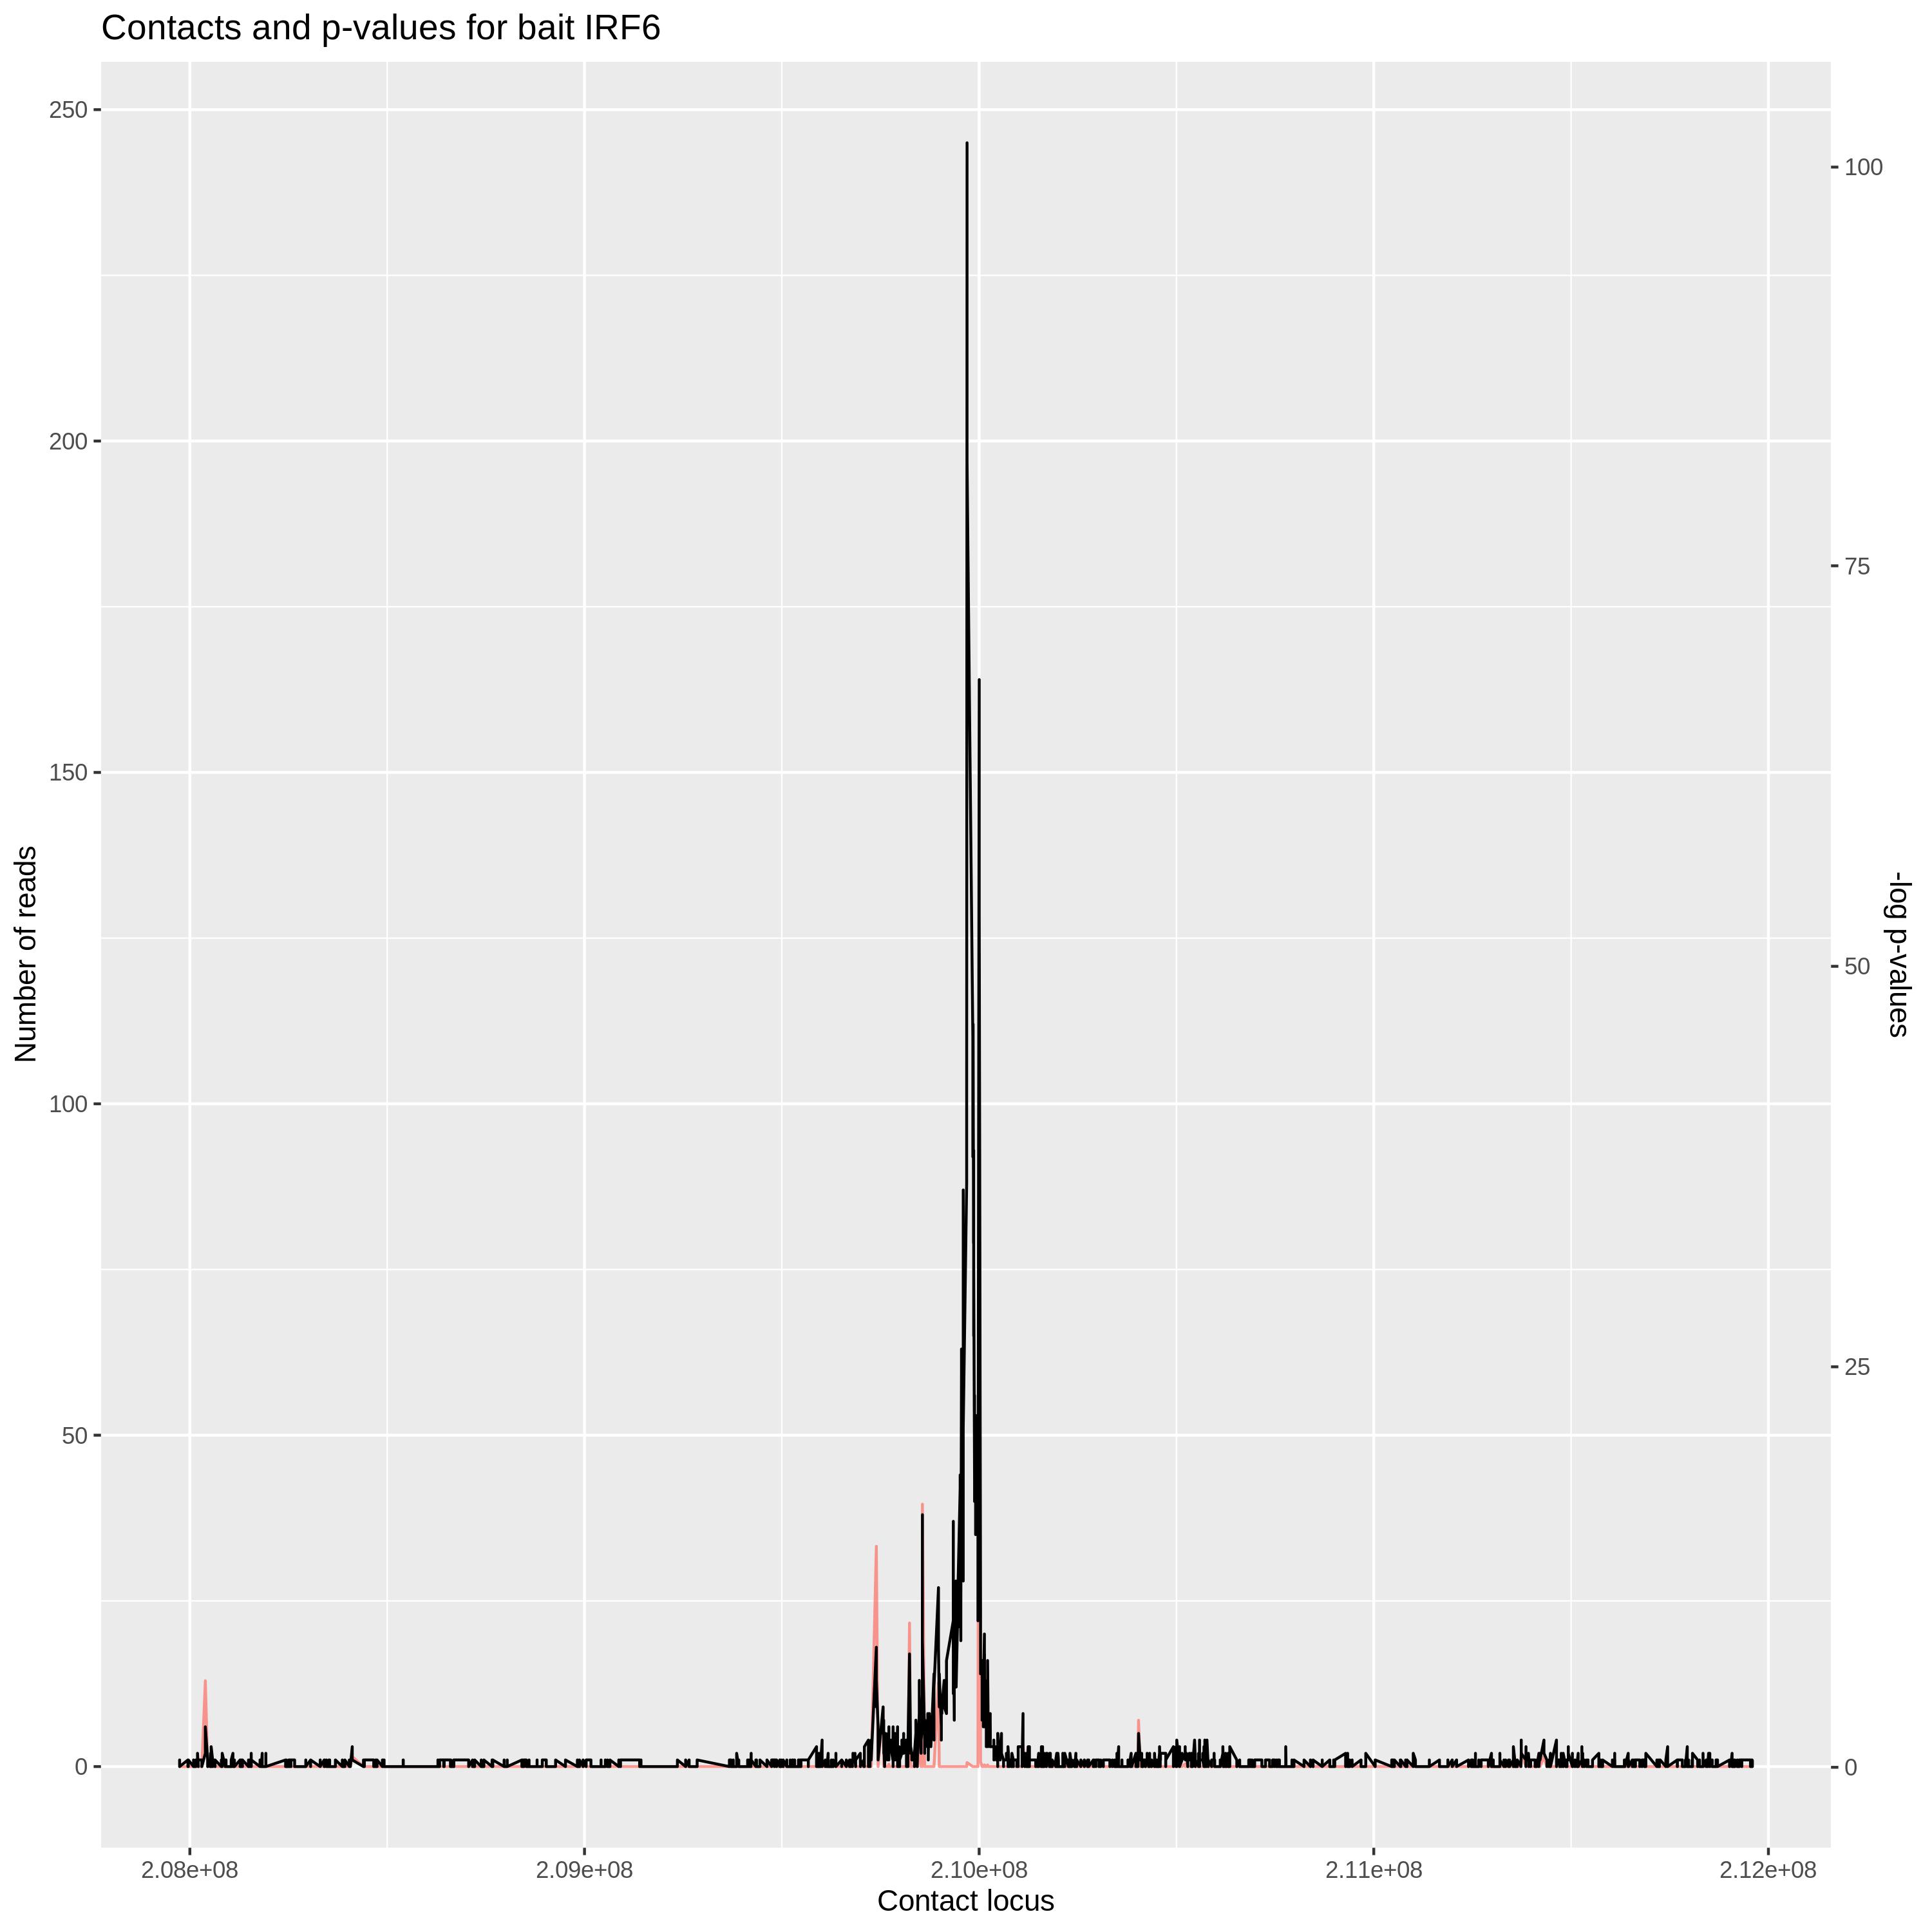 Contacts and p-values for bait IRF6
250
200
150
100
50
0
Number of reads
100
75
50
25
0
-log p-values
2.08e+08
2.09e+08
2.10e+08
2.11e+08
2.12e+08
Contact locus